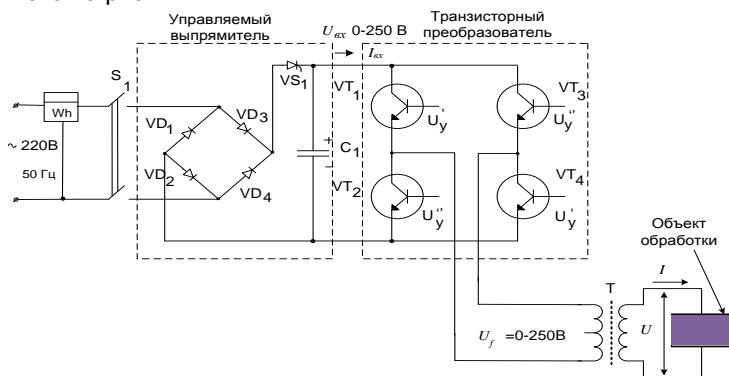 Управляемый
выпрямитель
U вх 0-250 В
I вх
Транзисторный
преобразователь
S 1
VS1
VT1
VT3
Wh
VD1
VD3
U у '
U у ''
~ 220В
C1
+
−
50 Гц
VD2
VD4
VT2
VT4
U у ''
U у '
Объект
обработки
T
I
U f =0-250В
U